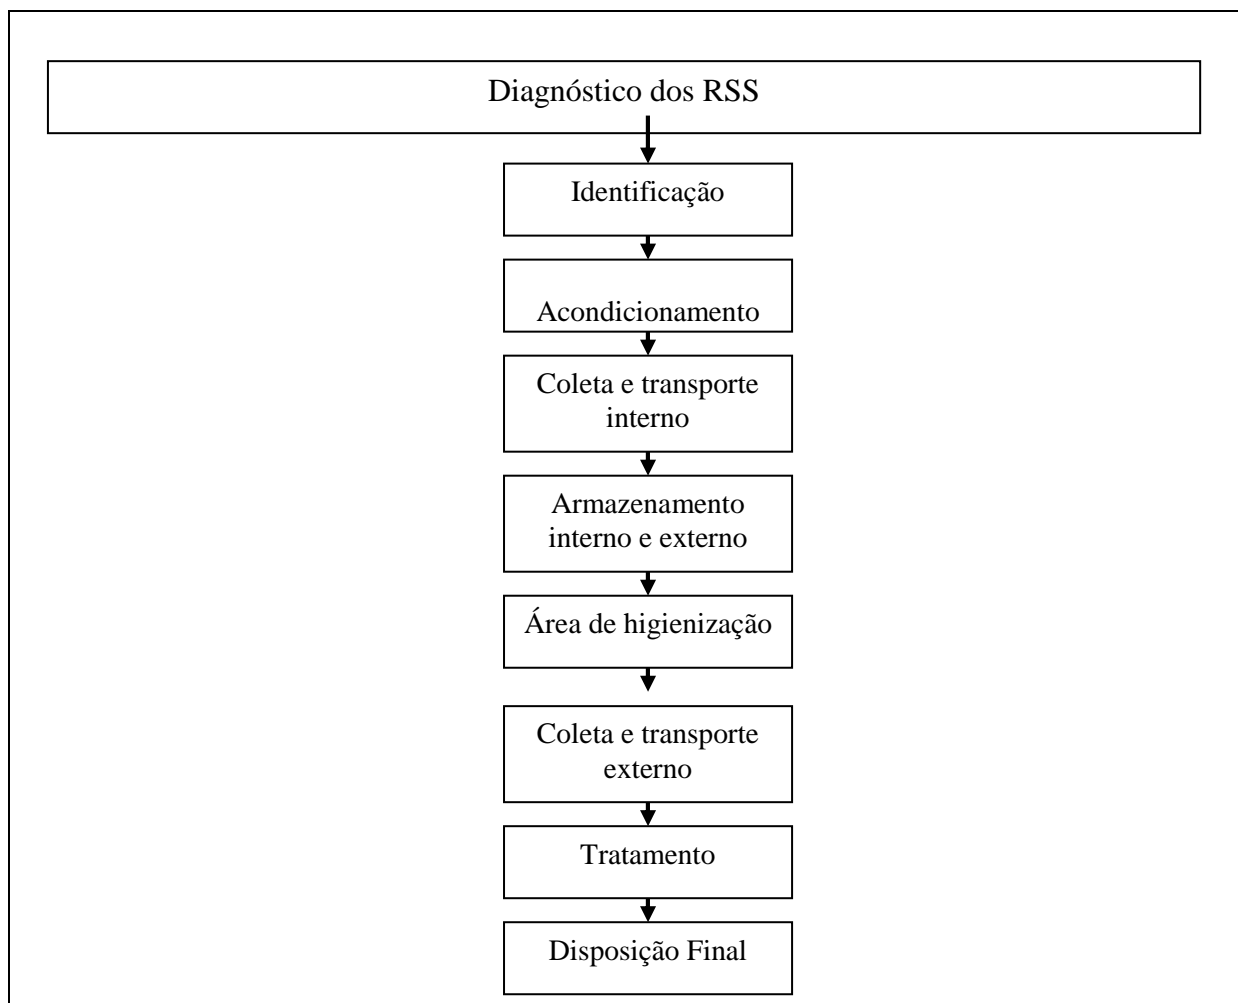 Diagnóstico dos RSS
Identificação
Acondicionamento
Coleta e transporte
interno
Armazenamento
interno e externo
Área de higienização
Coleta e transporte
externo
Tratamento
Disposição Final